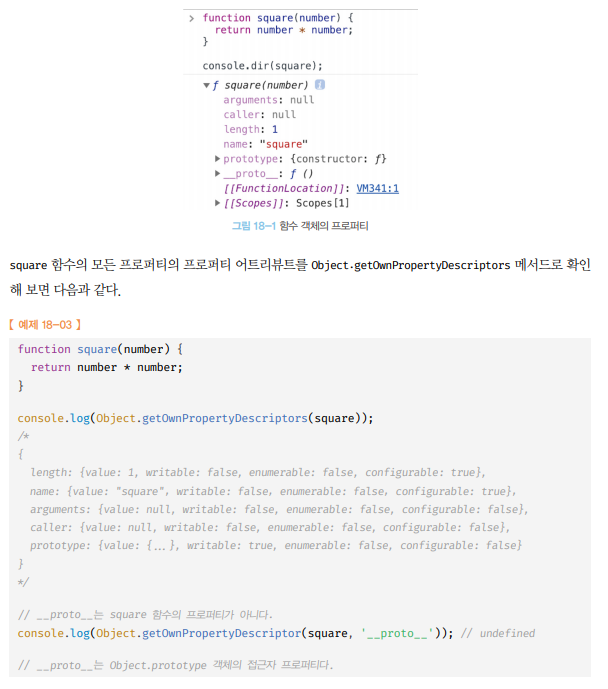 > function square(number) {
return number * number;
}
console.dir(square);
▼ƒ square(number) i
arguments: null
caller: null
length: 1
name: "square"
▶prototype: {constructor: ƒ}
▶__proto__: ƒ ()
[[FunctionLocation]]: VM341:1
▶[[Scopes]]: Scopes[1]
그림 18-1 함수 객체의 프로퍼티
square 함수의 모든 프로퍼티의 프로퍼티 어트리뷰트를 Object.getOwnPropertyDescriptors 메서드로 확인
해 보면 다음과 같다.
【 예제 18-03 】
function square(number) {
return number * number;
}
console.log(Object.getOwnPropertyDescriptors(square));
/*
{
length: {value: 1, writable: false, enumerable: false, configurable: true},
name: {value: "square", writable: false, enumerable: false, configurable: true},
arguments: {value: null, writable: false, enumerable: false, configurable: false},
caller: {value: null, writable: false, enumerable: false, configurable: false},
prototype: {value: {...}, writable: true, enumerable: false, configurable: false}
}
*/
// __proto__는 square 함수의 프로퍼티가 아니다.
console.log(Object.getOwnPropertyDescriptor(square, '__proto__')); // undefined
// __proto__는 Object.prototype 객체의 접근자 프로퍼티다.